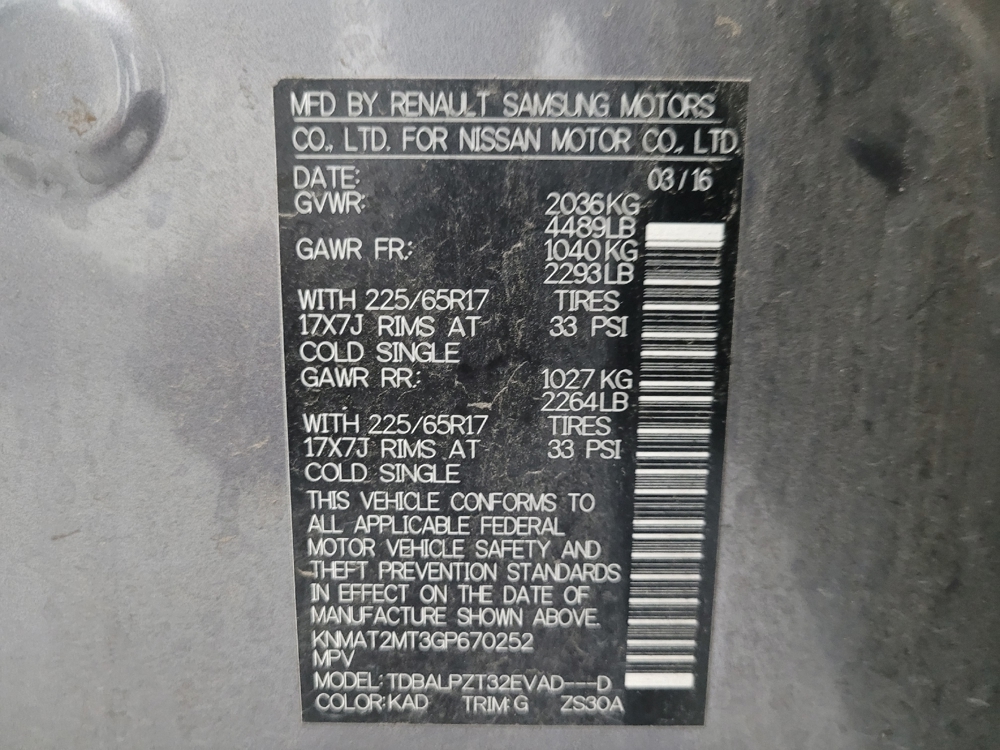 MFD BY RENAULT SAMSUNG MOTORS
CO., LTD. FOR NISSAN MOTOR CO., LTD.
DATE: 03/16
GVWR: 2036KG
4489LB
GAWR FR: 1040KG
2293LB
WITH 225/65R17 TIRES
17X7J RIMS AT 33 PSI
COLD SINGLE
GAWR RR: 1027KG
2264LB
WITH 225/65R17 TIRES
17X7J RIMS AT 33 PSI
COLD SINGLE
THIS VEHICLE CONFORMS TO
ALL APPLICABLE FEDERAL
MOTOR VEHICLE SAFETY AND
THEFT PREVENTION STANDARDS
IN EFFECT ON THE DATE OF
MANUFACTURE SHOWN ABOVE.
KNMAT2MT3GP670252
MPV
MODEL: TDBALPZT32EVAD---D
COLOR: KAD TRIM: G ZS30A